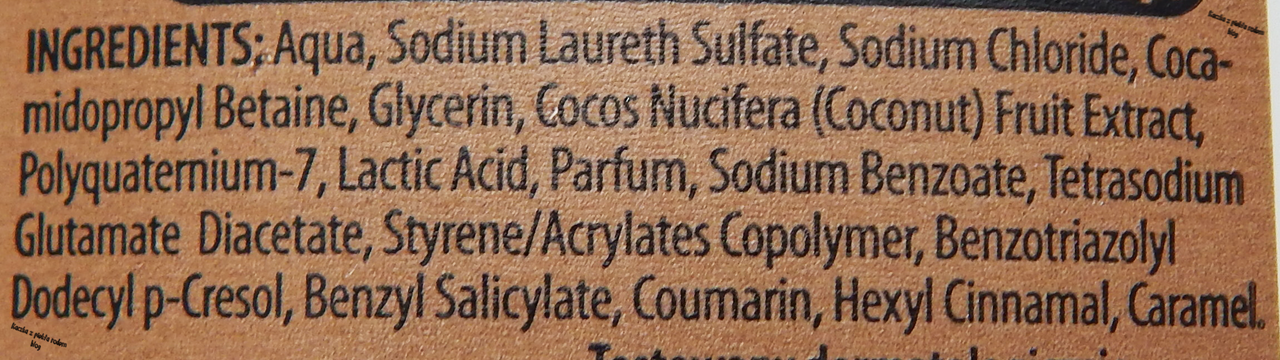 INGREDIENTS: Aqua, Sodium Laureth Sulfate, Sodium Chloride, Coca-
midopropyl Betaine, Glycerin, Cocos Nucifera (Coconut) Fruit Extract,
Polyquaternium-7, Lactic Acid, Parfum, Sodium Benzoate, Tetrasodium
Glutamate Diacetate, Styrene/Acrylates Copolymer, Benzotriazolyl
Dodecyl p-Cresol, Benzyl Salicylate, Coumarin, Hexyl Cinnamal, Caramel.